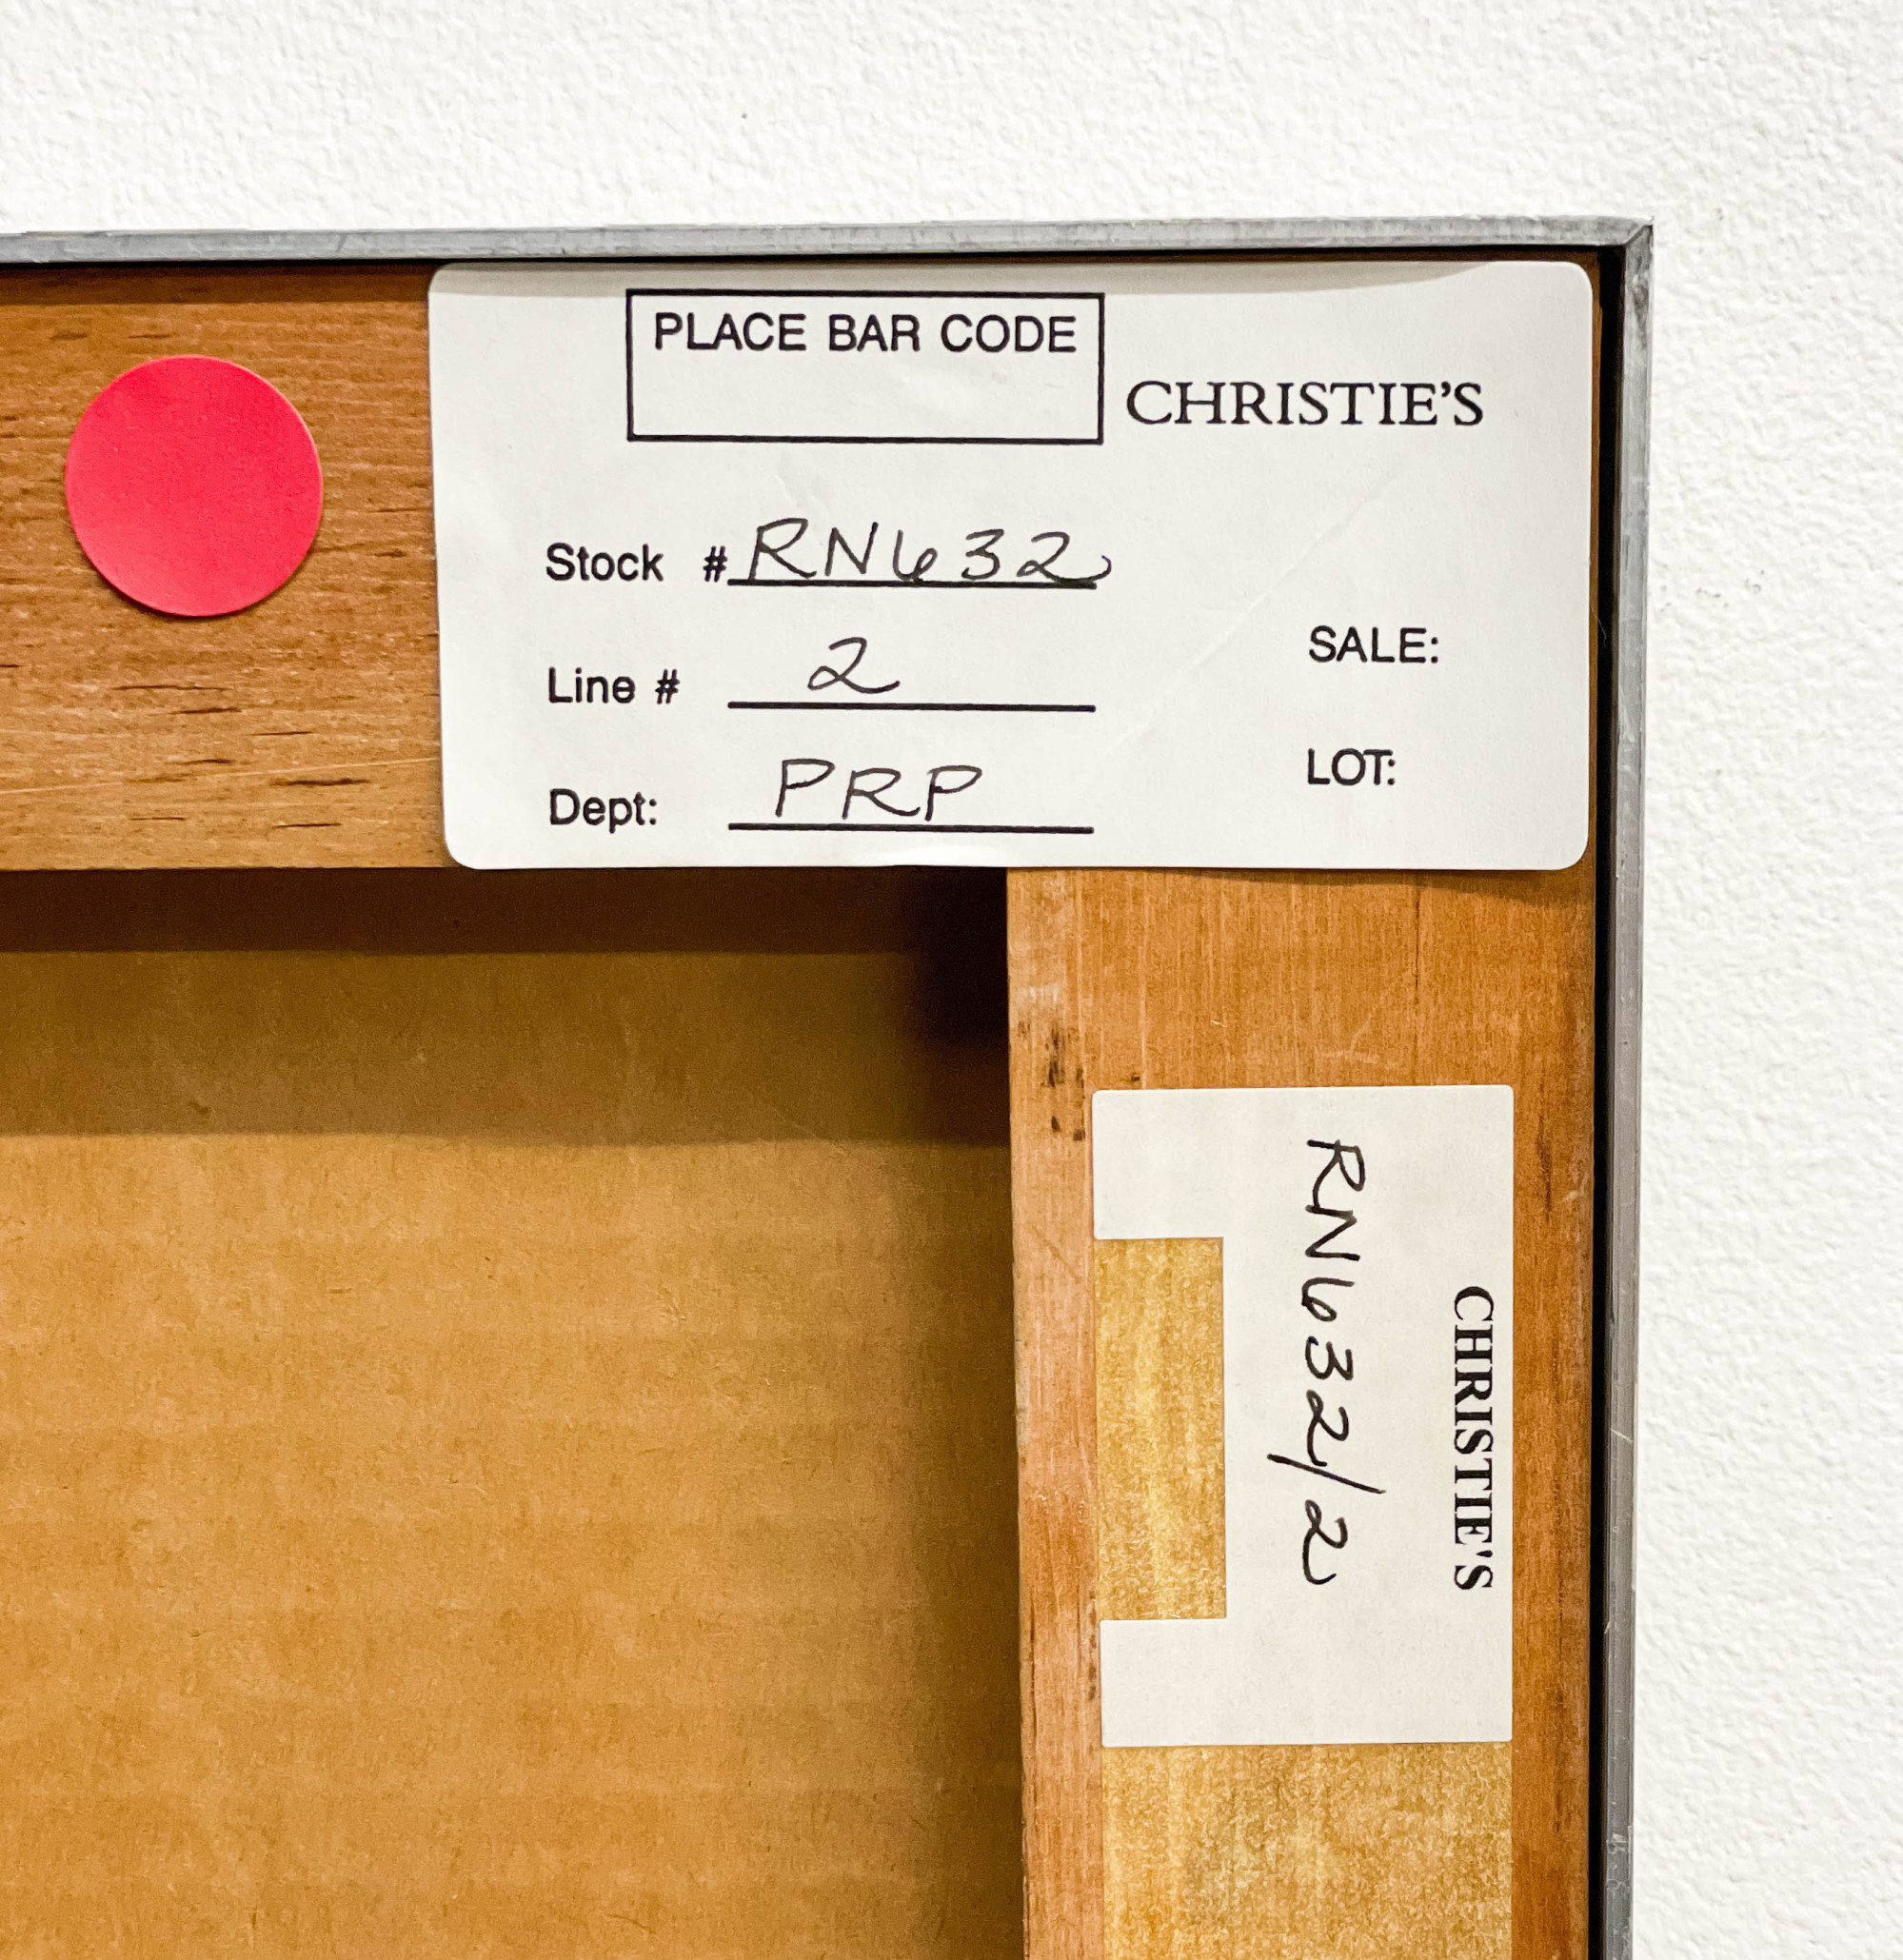 PLACE BAR CODE
CHRISTIE'S
Stock # RN632
Line # 2
SALE:
Dept: PRP
LOT:
CHRISTIE'S
RN632/2